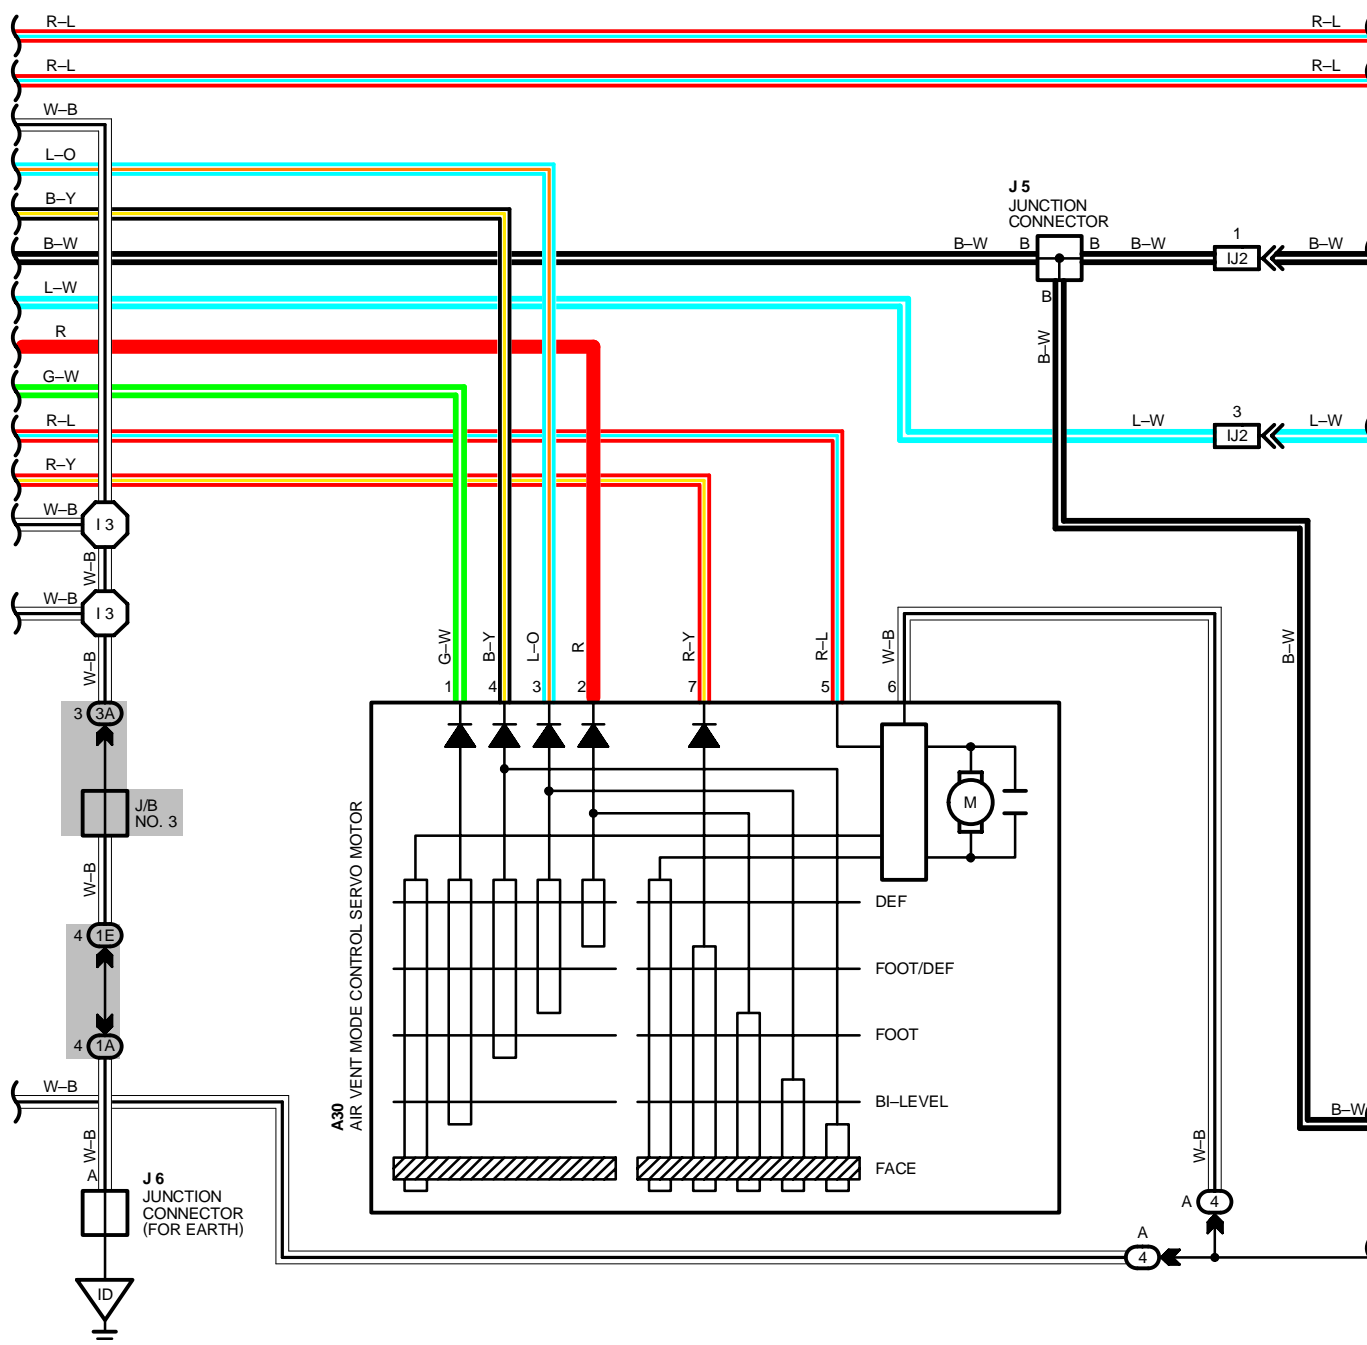 R–L
R–L
R–L
R–L
W–B
L–O
B–Y
J 5
JUNCTION
CONNECTOR
B–W
B–W
B
B
B–W
1
IJ2
B–W
L–W
B
R
B–W
G–W
R–L
L–W
3
IJ2
L–W
R–Y
W–B
I 3
W–B
W–B
I 3
W–B
G–W
B–Y
L–O
R
R–Y
R–L
W–B
B–W
1
4
3
2
7
5
6
3
3A
J/B
NO. 3
M
W–B
4
1E
4
1A
A30
AIR VENT MODE CONTROL SERVO MOTOR
DEF
FOOT/DEF
FOOT
BI–LEVEL
FACE
W–B
B–W
W–B
W–B
A
J 6
JUNCTION
CONNECTOR
(FOR EARTH)
A
4
A
4
ID